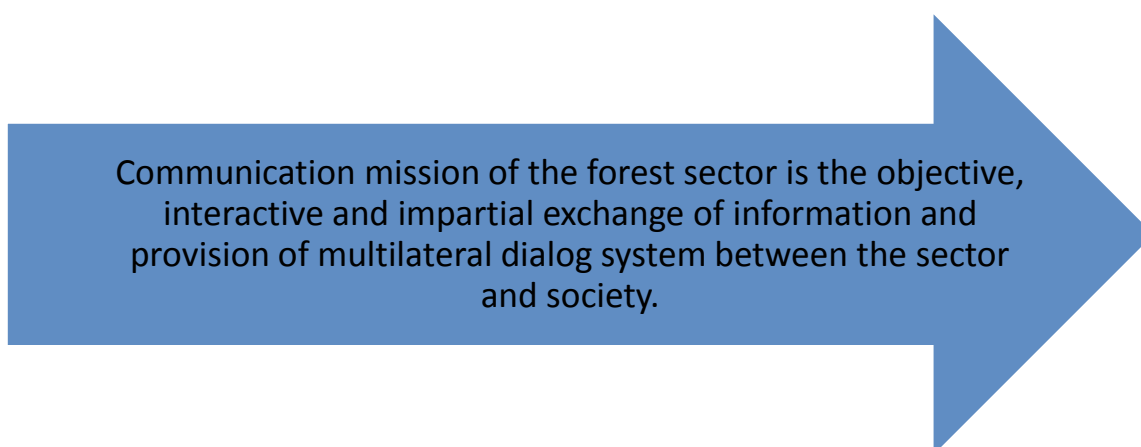 Communication mission of the forest sector is the objective,
interactive and impartial exchange of information and
provision of multilateral dialog system between the sector
and society.